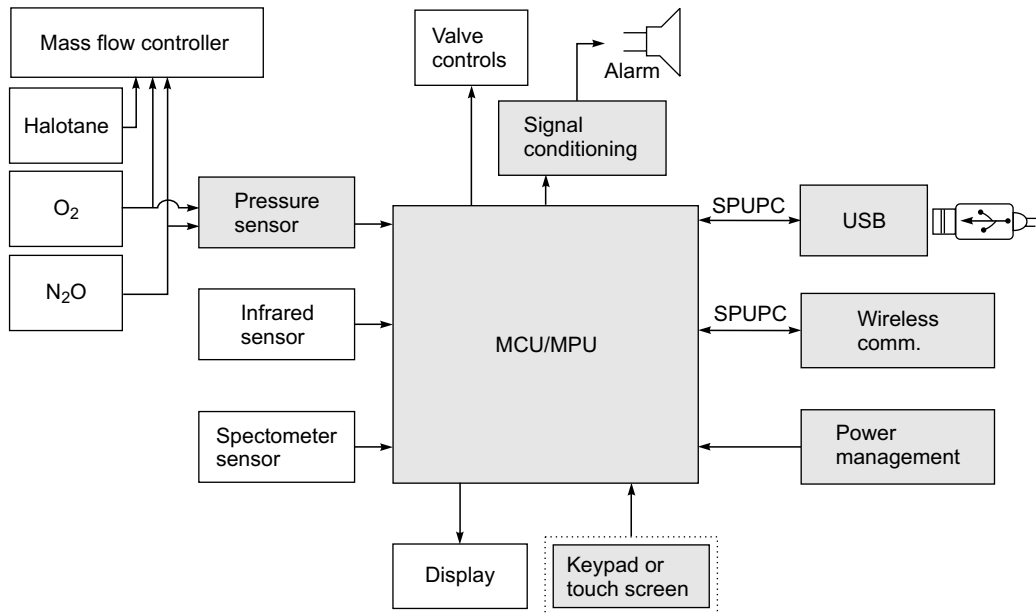 Mass flow controller
Valve
controls
Alarm
Halotane
Signal
conditioning
O₂
Pressure
sensor
SPUPC
USB
N₂O
Infrared
sensor
MCU/MPU
SPUPC
Wireless
comm.
Spectometer
sensor
Power
management
Display
Keypad or
touch screen